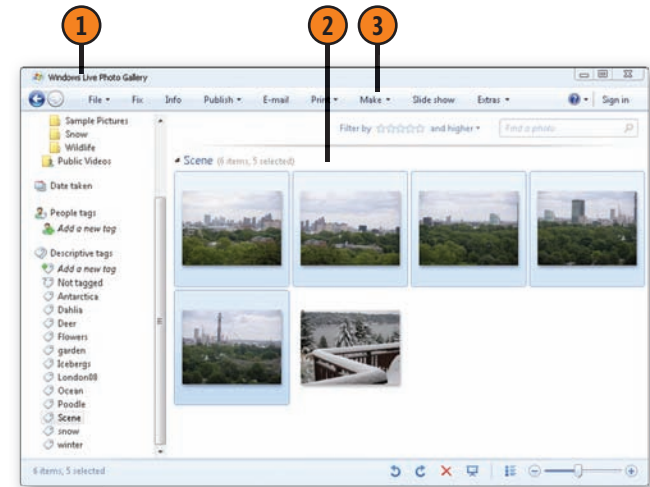 1 2 3
Windows Live Photo Gallery
File Fix Info Publish E-mail Print Make Slide show Extras Sign in
Sample Pictures
Snow
Wildlife
Public Videos
Filter by and higher Find a photo
Scene (6 items, 5 selected)
Date taken
People tags
Add a new tag
Descriptive tags
Add a new tag
Not tagged
Antarctica
Dahlia
Deer
Flowers
garden
Icebergs
London08
Ocean
Poodle
Scene
snow
winter
6 items, 5 selected